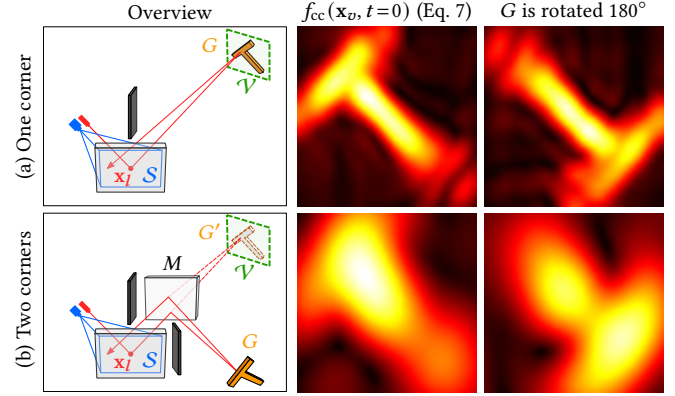 Overview
f_cc(x_v, t=0) (Eq. 7)
G is rotated 180°
(a) One corner
G
𝒱
x_l
𝒮
(b) Two corners
G′
𝒱
M
x_l
𝒮
G